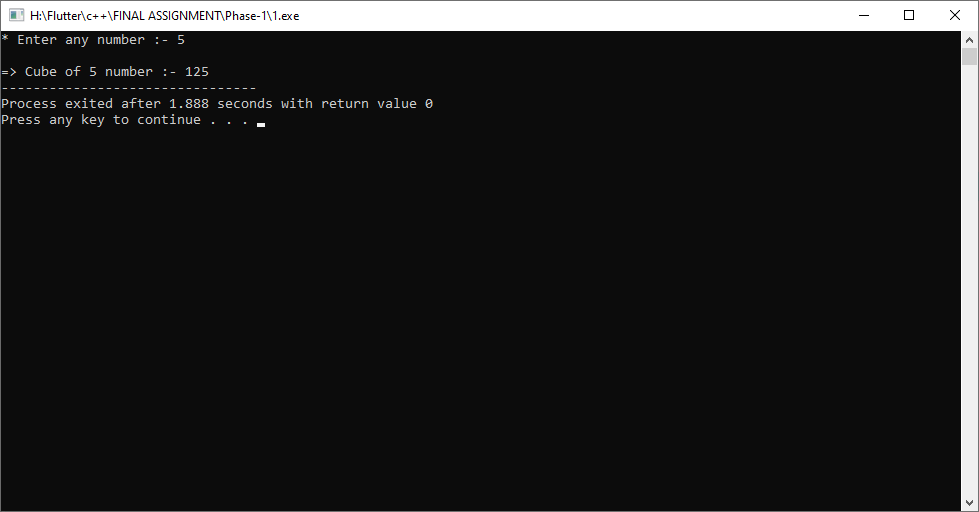 H:\Flutter\c++\FINAL ASSIGNMENT\Phase-1\1.exe
* Enter any number :- 5
=> Cube of 5 number :- 125
--------------------------------
Process exited after 1.888 seconds with return value 0
Press any key to continue . . .